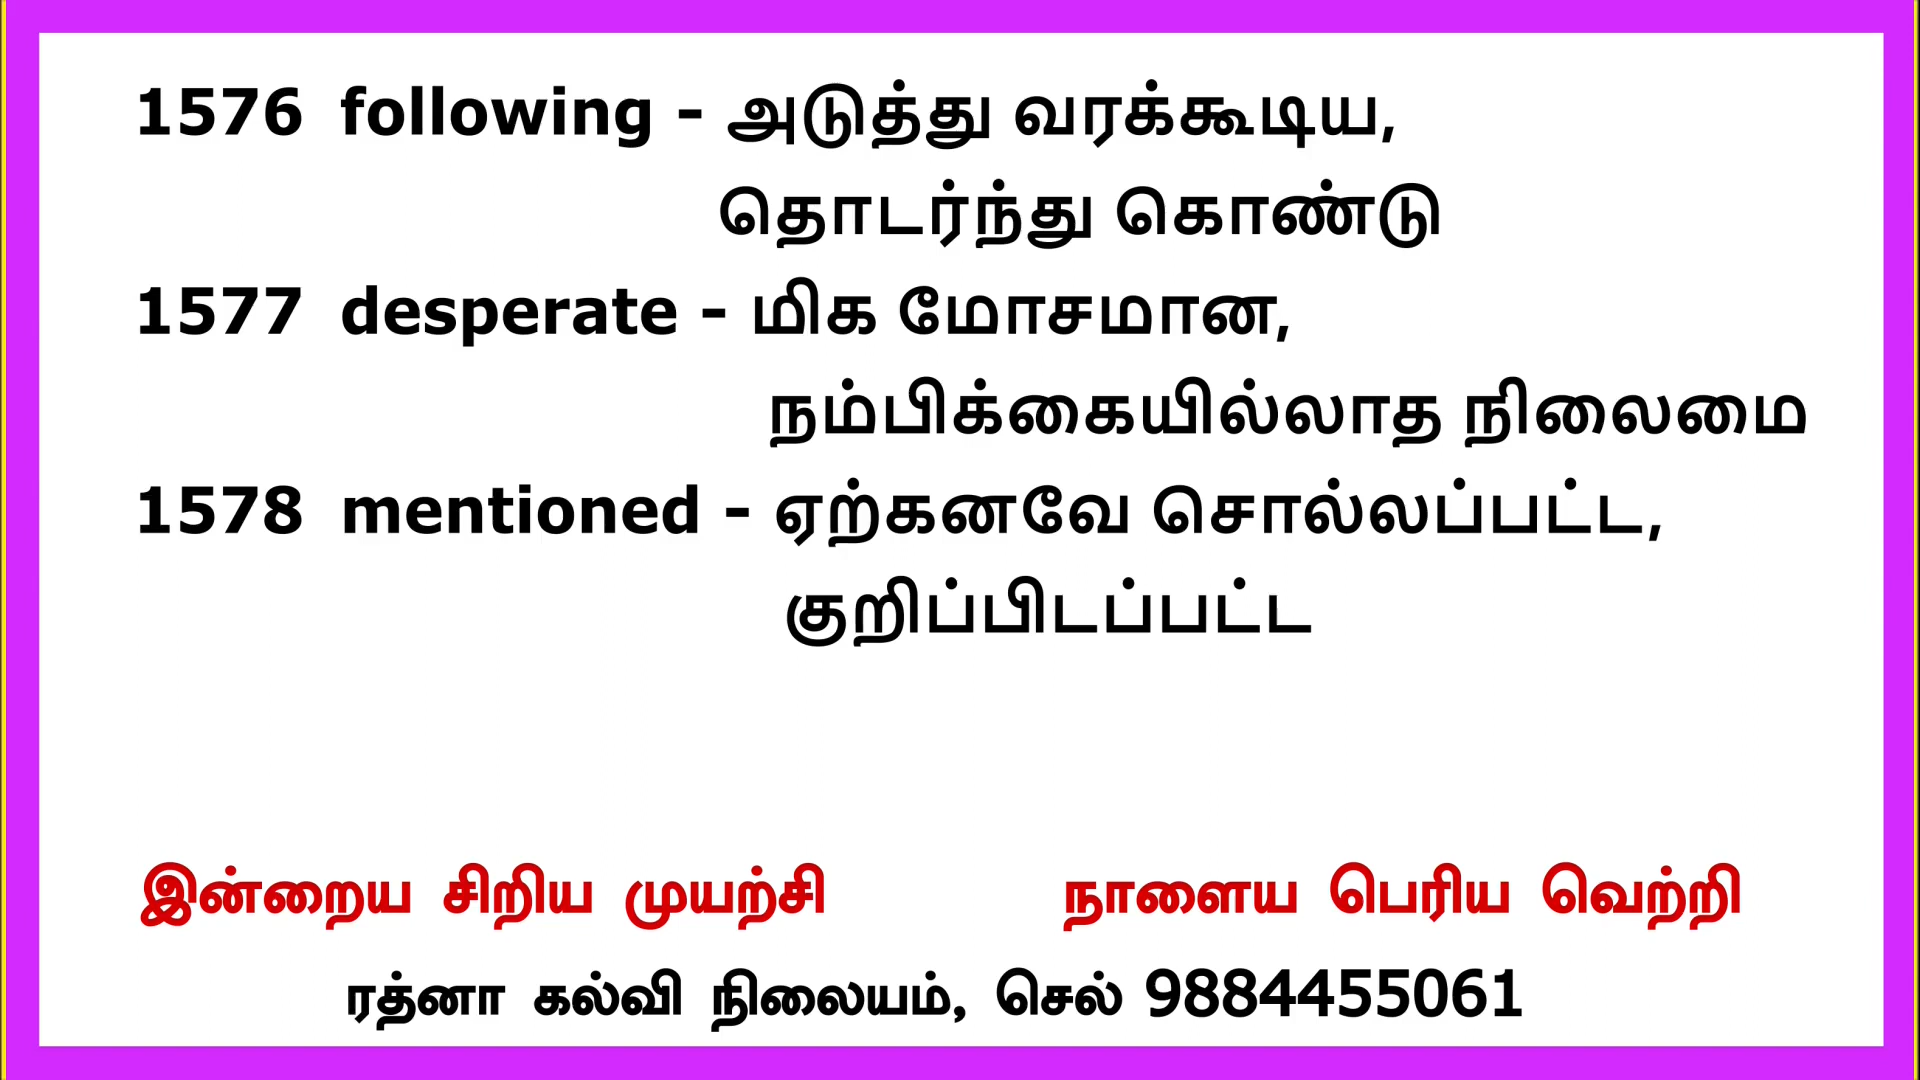 1576 following - அடுத்து வரக்கூடிய,
தொடர்ந்து கொண்டு
1577 desperate - மிக மோசமான,
நம்பிக்கையில்லாத நிலைமை
1578 mentioned - ஏற்கனவே சொல்லப்பட்ட,
குறிப்பிடப்பட்ட
இன்றைய சிறிய முயற்சி நாளைய பெரிய வெற்றி
ரத்னா கல்வி நிலையம், செல் 9884455061